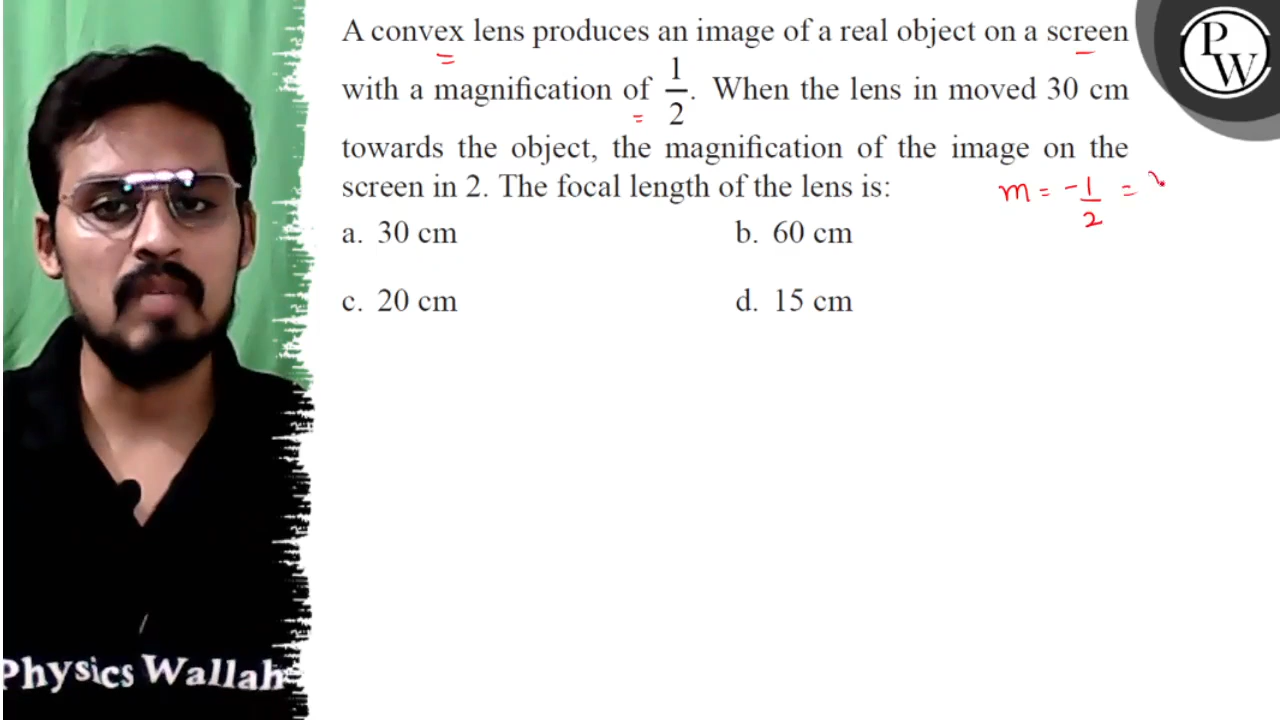 A convex lens produces an image of a real object on a screen
with a magnification of 1/2. When the lens in moved 30 cm
towards the object, the magnification of the image on the
screen in 2. The focal length of the lens is:
m = -1/2 =
a. 30 cm
b. 60 cm
c. 20 cm
d. 15 cm
PW
Physics Wallah